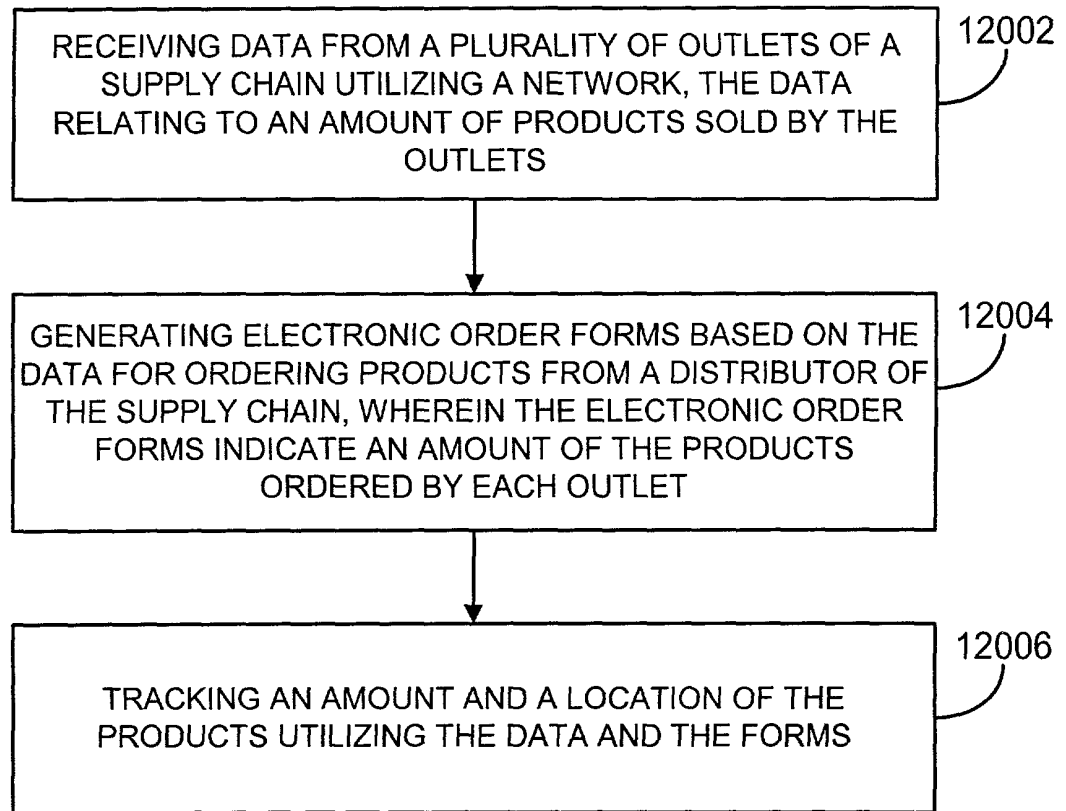 RECEIVING DATA FROM A PLURALITY OF OUTLETS OF A
SUPPLY CHAIN UTILIZING A NETWORK, THE DATA
RELATING TO AN AMOUNT OF PRODUCTS SOLD BY THE
OUTLETS
12002
GENERATING ELECTRONIC ORDER FORMS BASED ON THE
DATA FOR ORDERING PRODUCTS FROM A DISTRIBUTOR OF
THE SUPPLY CHAIN, WHEREIN THE ELECTRONIC ORDER
FORMS INDICATE AN AMOUNT OF THE PRODUCTS
ORDERED BY EACH OUTLET
12004
TRACKING AN AMOUNT AND A LOCATION OF THE
PRODUCTS UTILIZING THE DATA AND THE FORMS
12006